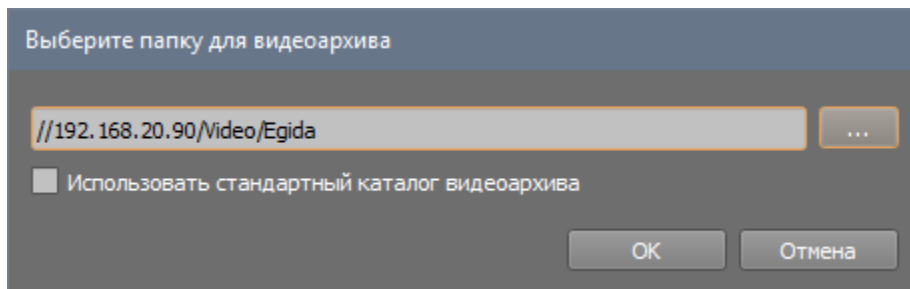 Выберите папку для видеоархива
//192.168.20.90/Video/Egida
...
Использовать стандартный каталог видеоархива
OK
Отмена